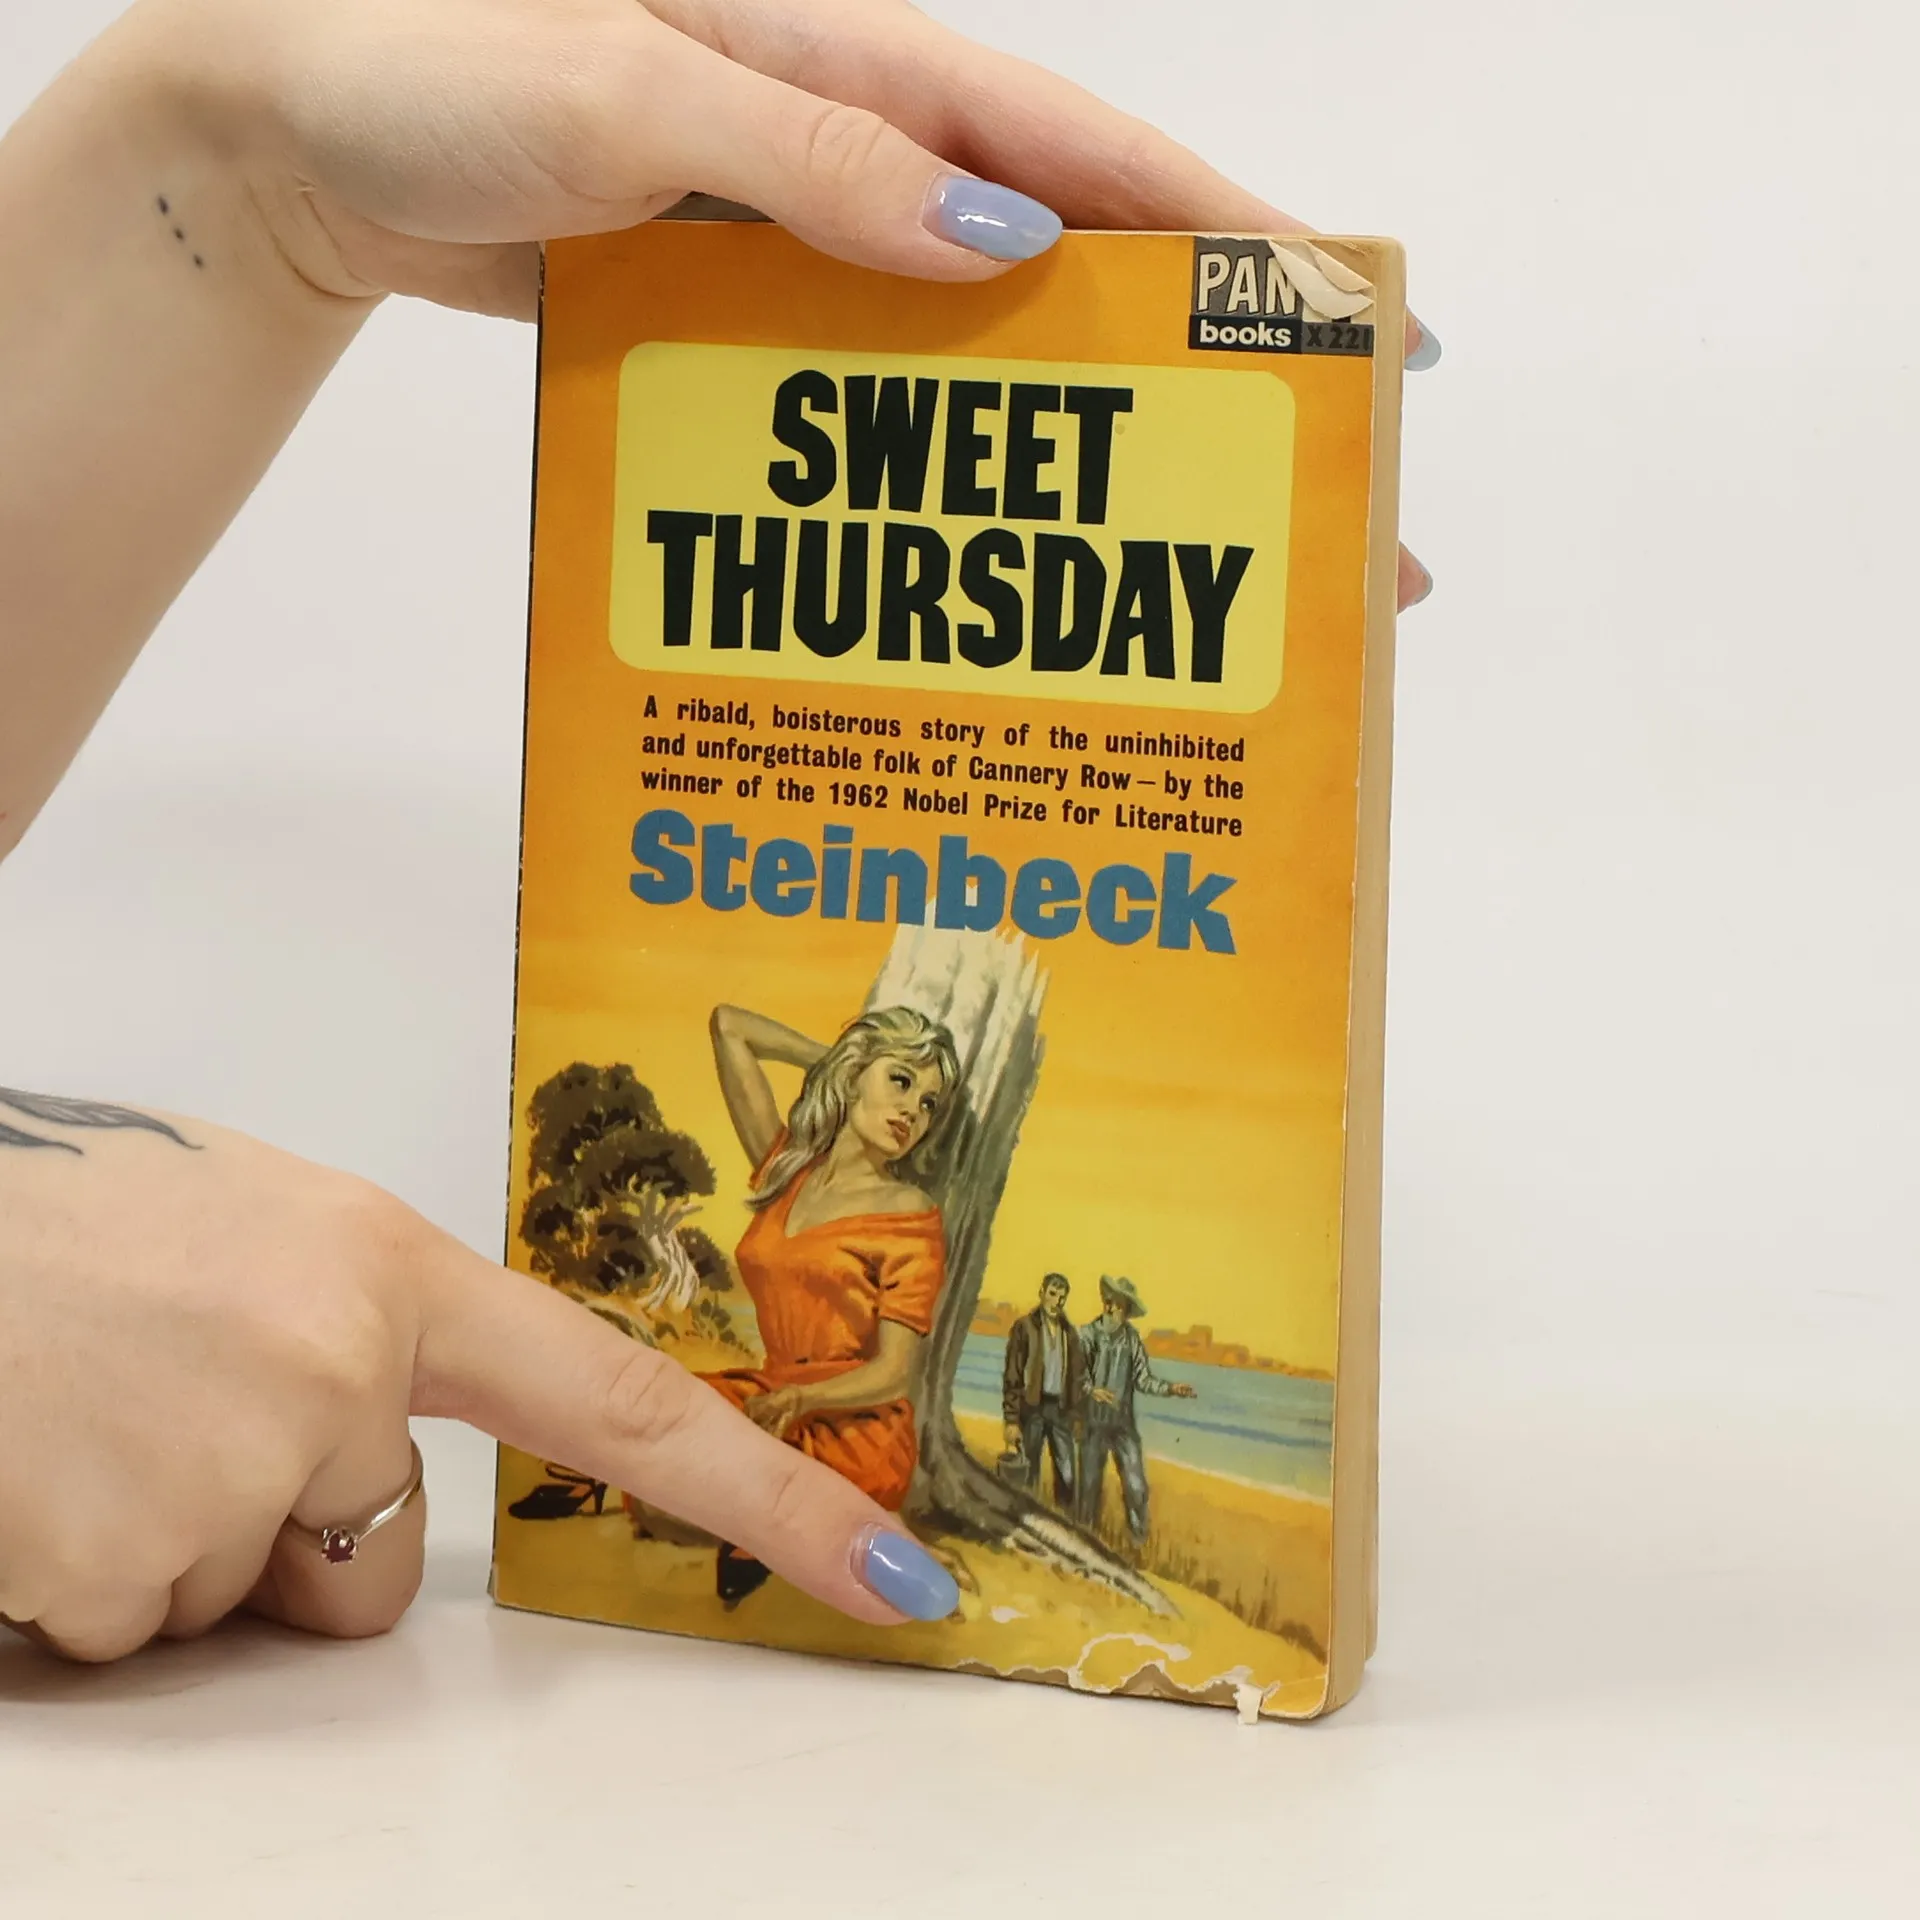 PAN
books X 221
SWEET
THURSDAY
A ribald, boisterous story of the uninhibited
and unforgettable folk of Cannery Row – by the
winner of the 1962 Nobel Prize for Literature
Steinbeck